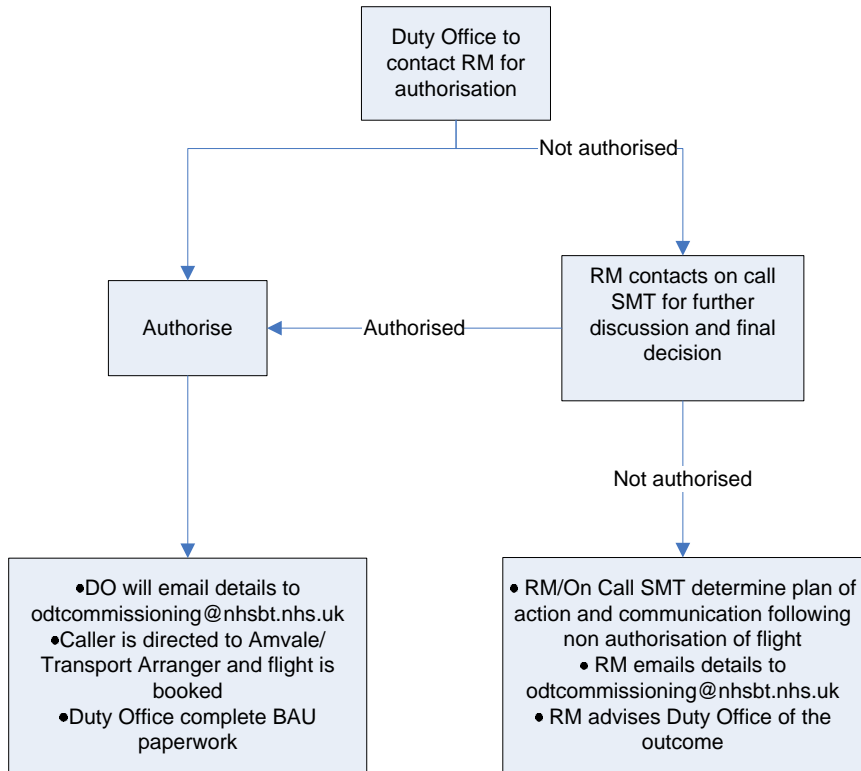 Duty Office to
contact RM for
authorisation
Not authorised
Authorise
Authorised
RM contacts on call
SMT for further
discussion and final
decision
Not authorised
•DO will email details to
odtcommissioning@nhsbt.nhs.uk
•Caller is directed to Amvale/
Transport Arranger and flight is
booked
•Duty Office complete BAU
paperwork
• RM/On Call SMT determine plan of
action and communication following
non authorisation of flight
• RM emails details to
odtcommissioning@nhsbt.nhs.uk
• RM advises Duty Office of the
outcome